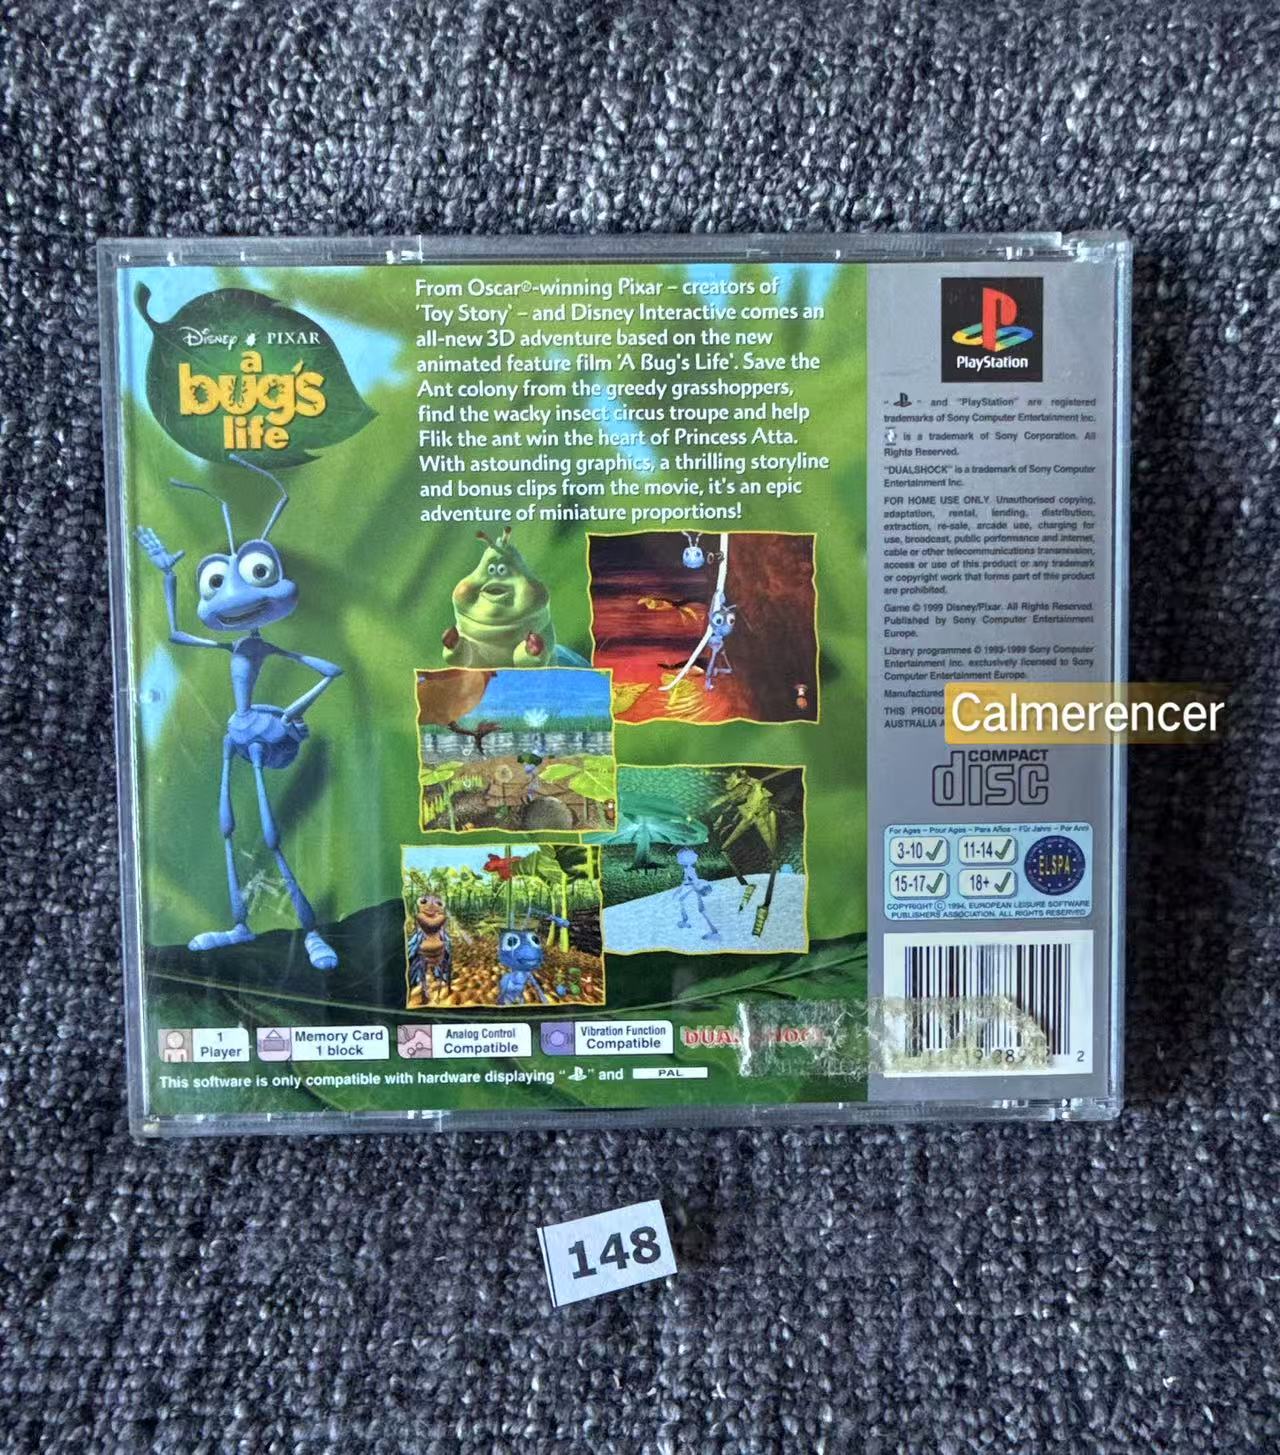 Disney PIXAR
a
bug's
life
From Oscar®-winning Pixar – creators of
'Toy Story' – and Disney Interactive comes an
all-new 3D adventure based on the new
animated feature film 'A Bug's Life'. Save the
Ant colony from the greedy grasshoppers,
find the wacky insect circus troupe and help
Flik the ant win the heart of Princess Atta.
With astounding graphics, a thrilling storyline
and bonus clips from the movie, it's an epic
adventure of miniature proportions!
1
Player
Memory Card
1 block
Analog Control
Compatible
Vibration Function
Compatible
This software is only compatible with hardware displaying " " and PAL
PlayStation
" " and "PlayStation" are registered
trademarks of Sony Computer Entertainment Inc.
is a trademark of Sony Corporation. All
Rights Reserved.
"DUALSHOCK" is a trademark of Sony Computer
Entertainment Inc.
FOR HOME USE ONLY. Unauthorised copying,
adaptation, rental, lending, distribution,
extraction, re-sale, arcade use, charging for
use, broadcast, public performance and internet,
cable or other telecommunications transmission,
access or use of this product or any trademark
or copyright work that forms part of this product
are prohibited.
Game © 1999 Disney/Pixar. All Rights Reserved.
Published by Sony Computer Entertainment
Europe.
Library programmes © 1993-1999 Sony Computer
Entertainment Inc. exclusively licensed to Sony
Computer Entertainment Europe.
Manufactured
THIS
AUSTRALIA
Calmerencer
COMPACT
disc
For Ages – Pour Ages – Para Años – Für Jahre – Per Anni
3-10 11-14
15-17 18+
ELSPA
COPYRIGHT © 1994, EUROPEAN LEISURE SOFTWARE
PUBLISHERS ASSOCIATION. ALL RIGHTS RESERVED
2
148